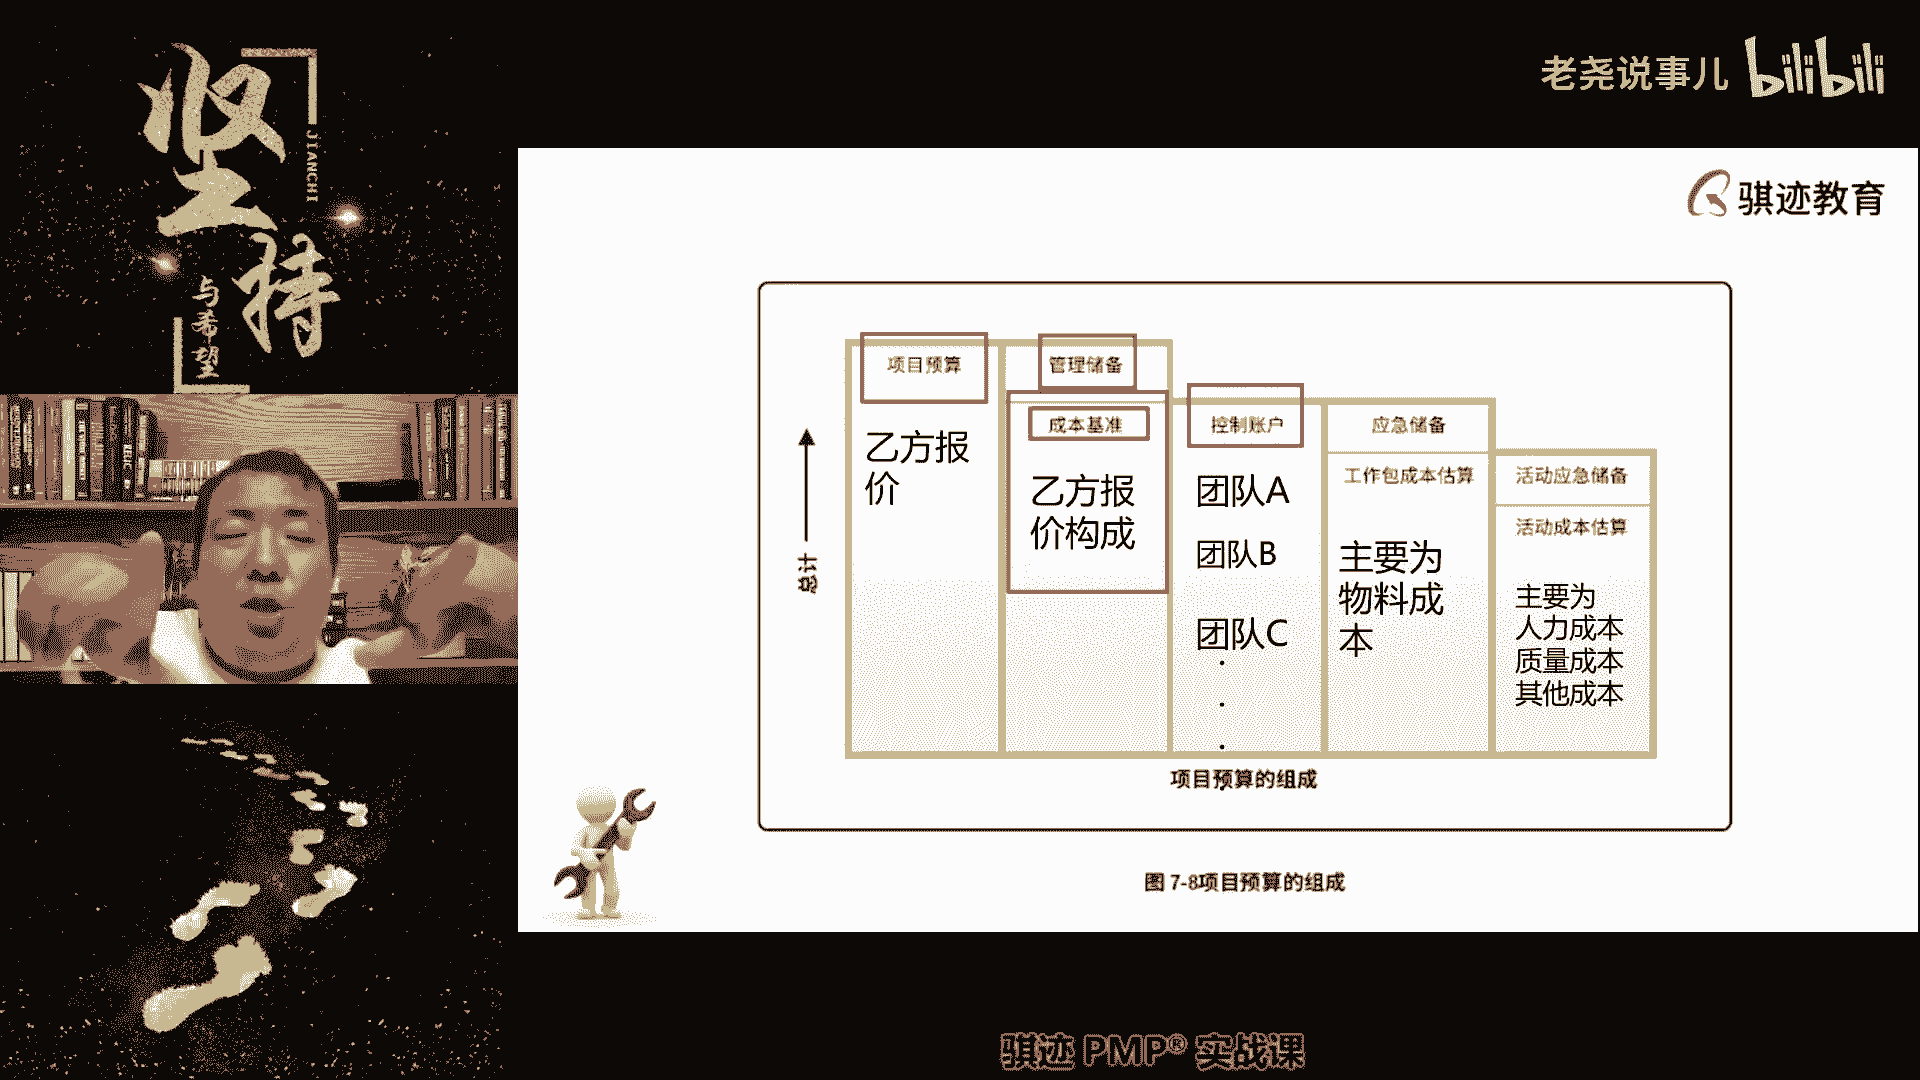 坚持
JIANCHI
与希望
老尧说事儿 bilibili
骐迹教育
项目预算
管理储备
成本基准
控制账户
应急储备
工作包成本估算
活动应急储备
活动成本估算
乙方报
价
乙方报
价构成
团队A
团队B
团队C
主要为
物料成
本
主要为
人力成本
质量成本
其他成本
总计
项目预算的组成
图 7-8项目预算的组成
骐迹 PMP® 实战课